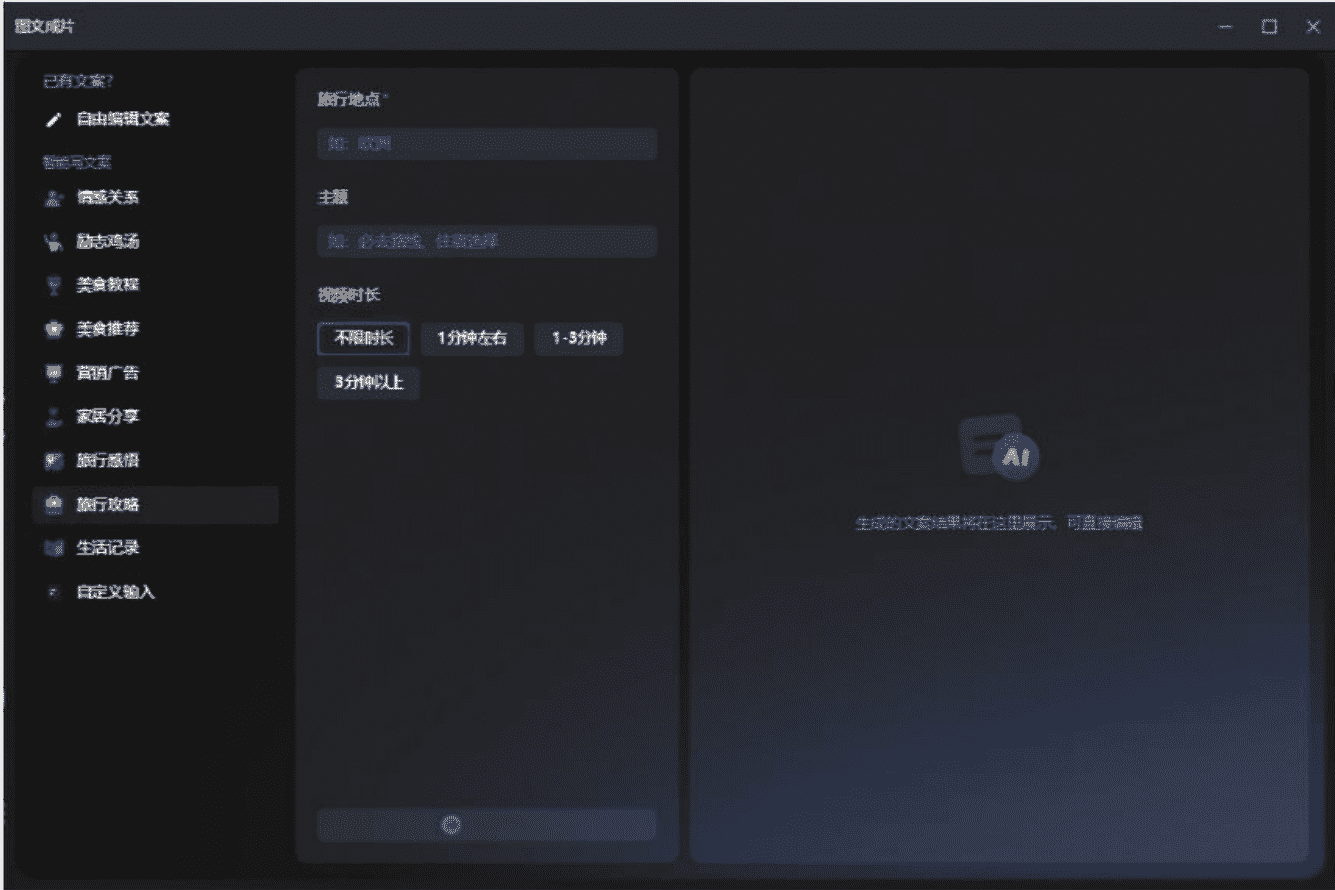 图文成片
已有文案?
自由编辑文案
智能写文案
情感关系
励志鸡汤
美食教程
美食推荐
营销广告
家居分享
旅行感悟
旅行攻略
生活记录
自定义输入
旅行地点*
如：
主题
如：必去路线、住宿选择
视频时长
不限时长 1分钟左右 1-3分钟
3分钟以上
AI
生成的文案结果将在这里展示，可直接编辑